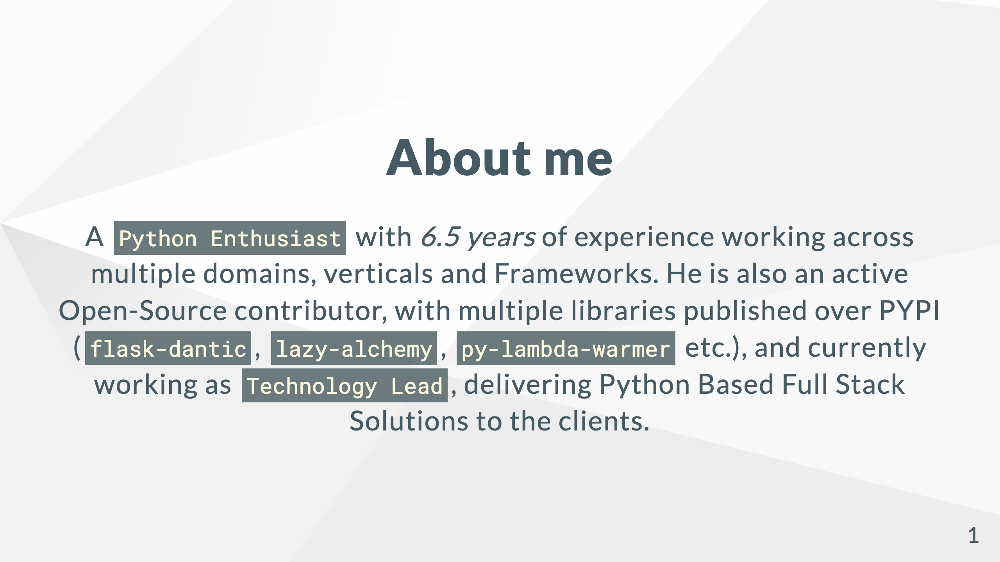 About me
A Python Enthusiast with 6.5 years of experience working across
multiple domains, verticals and Frameworks. He is also an active
Open-Source contributor, with multiple libraries published over PYPI
(flask-dantic, lazy-alchemy, py-lambda-warmer etc.), and currently
working as Technology Lead, delivering Python Based Full Stack
Solutions to the clients.
1